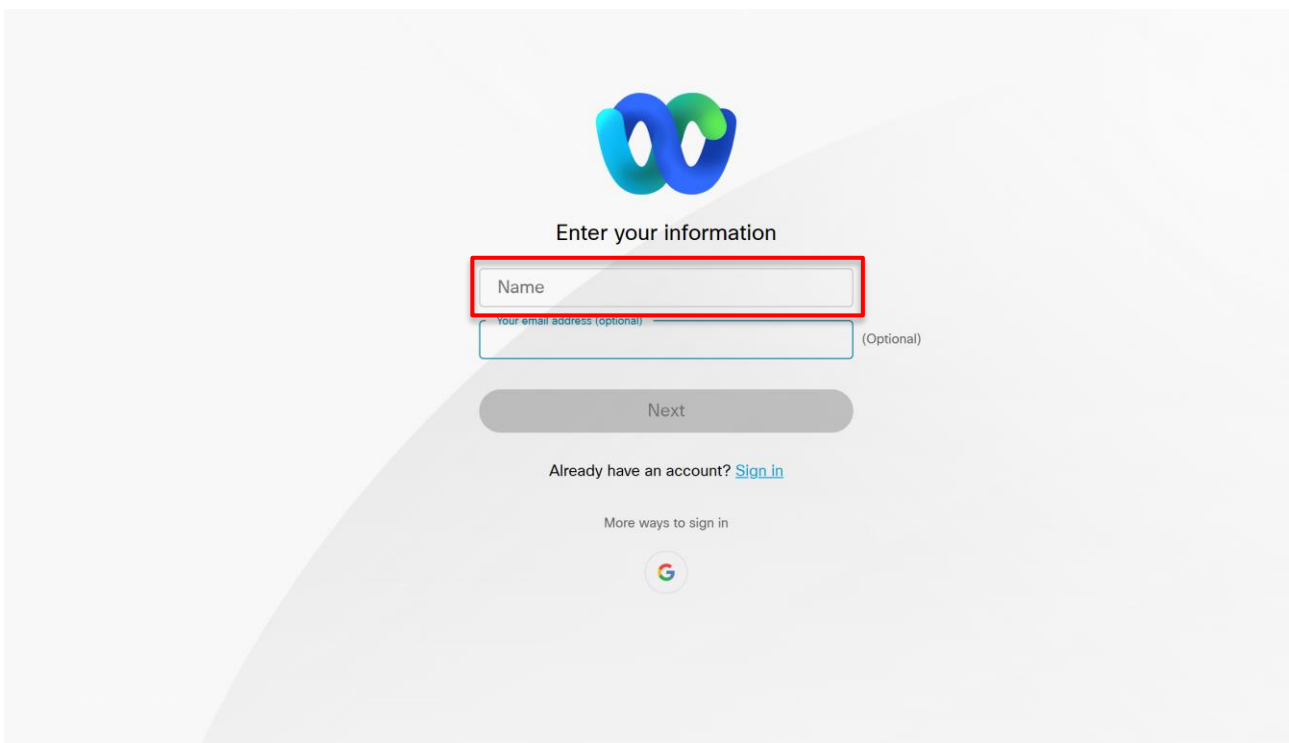 Enter your information
Name
Your email address (optional)
(Optional)
Next
Already have an account? Sign in
More ways to sign in